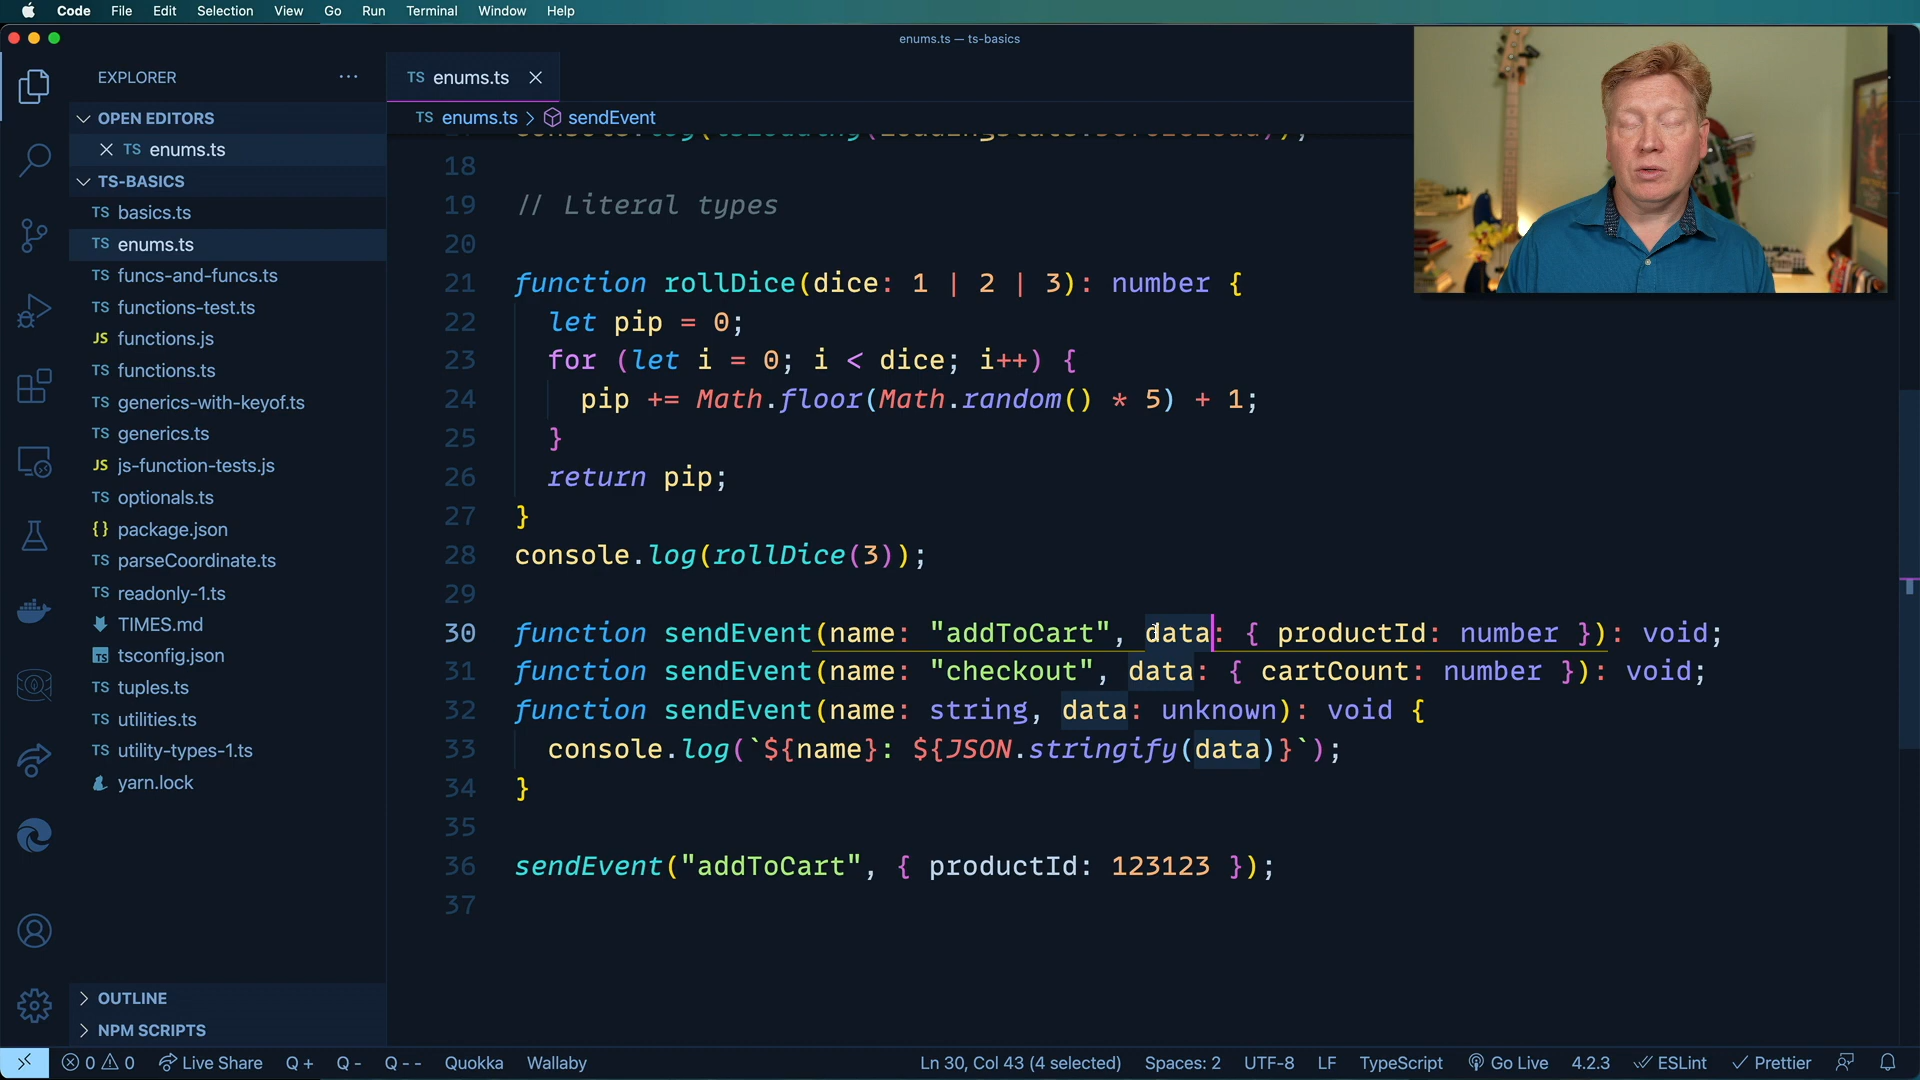 Code File Edit Selection View Go Run Terminal Window Help
enums.ts — ts-basics
EXPLORER
OPEN EDITORS
TS enums.ts
TS-BASICS
TS basics.ts
TS enums.ts
TS funcs-and-funcs.ts
TS functions-test.ts
JS functions.js
TS functions.ts
TS generics-with-keyof.ts
TS generics.ts
JS js-function-tests.js
TS optionals.ts
{} package.json
TS parseCoordinate.ts
TS readonly-1.ts
TIMES.md
TS tsconfig.json
TS tuples.ts
TS utilities.ts
TS utility-types-1.ts
yarn.lock
OUTLINE
NPM SCRIPTS
TS enums.ts
TS enums.ts > sendEvent
18
19 // Literal types
20
21 function rollDice(dice: 1 | 2 | 3): number {
22 let pip = 0;
23 for (let i = 0; i < dice; i++) {
24 pip += Math.floor(Math.random() * 5) + 1;
25 }
26 return pip;
27 }
28 console.log(rollDice(3));
29
30 function sendEvent(name: "addToCart", data: { productId: number }): void;
31 function sendEvent(name: "checkout", data: { cartCount: number }): void;
32 function sendEvent(name: string, data: unknown): void {
33 console.log(`${name}: ${JSON.stringify(data)}`);
34 }
35
36 sendEvent("addToCart", { productId: 123123 });
37
0 0 Live Share Q + Q - Q - - Quokka Wallaby Ln 30, Col 43 (4 selected) Spaces: 2 UTF-8 LF TypeScript Go Live 4.2.3 ESLint Prettier